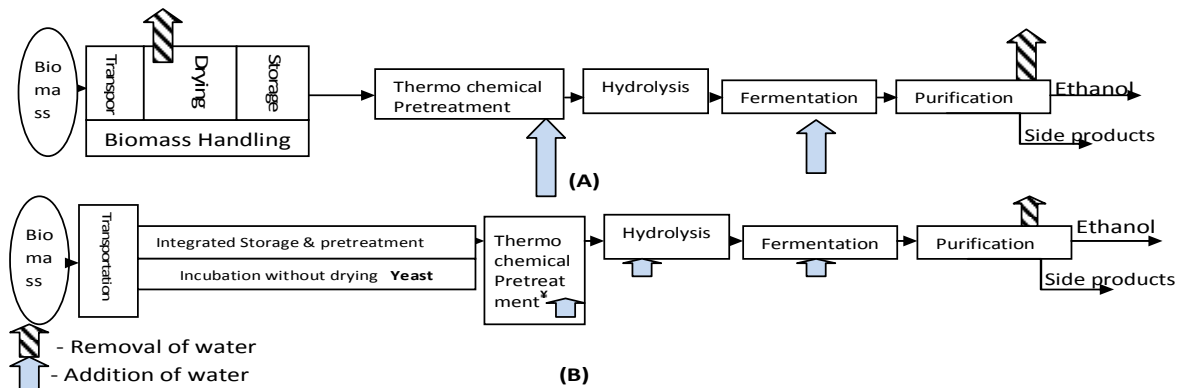 Bio
ma
ss
Transpor
Drying
Storage
Biomass Handling
Thermo chemical
Pretreatment
Hydrolysis
Fermentation
Purification
Ethanol
Side products
(A)
Bio
ma
ss
Transportation
Integrated Storage & pretreatment
Incubation without drying Yeast
Thermo
chemical
Pretreat
ment¥
Hydrolysis
Fermentation
Purification
Ethanol
Side products
- Removal of water
- Addition of water
(B)